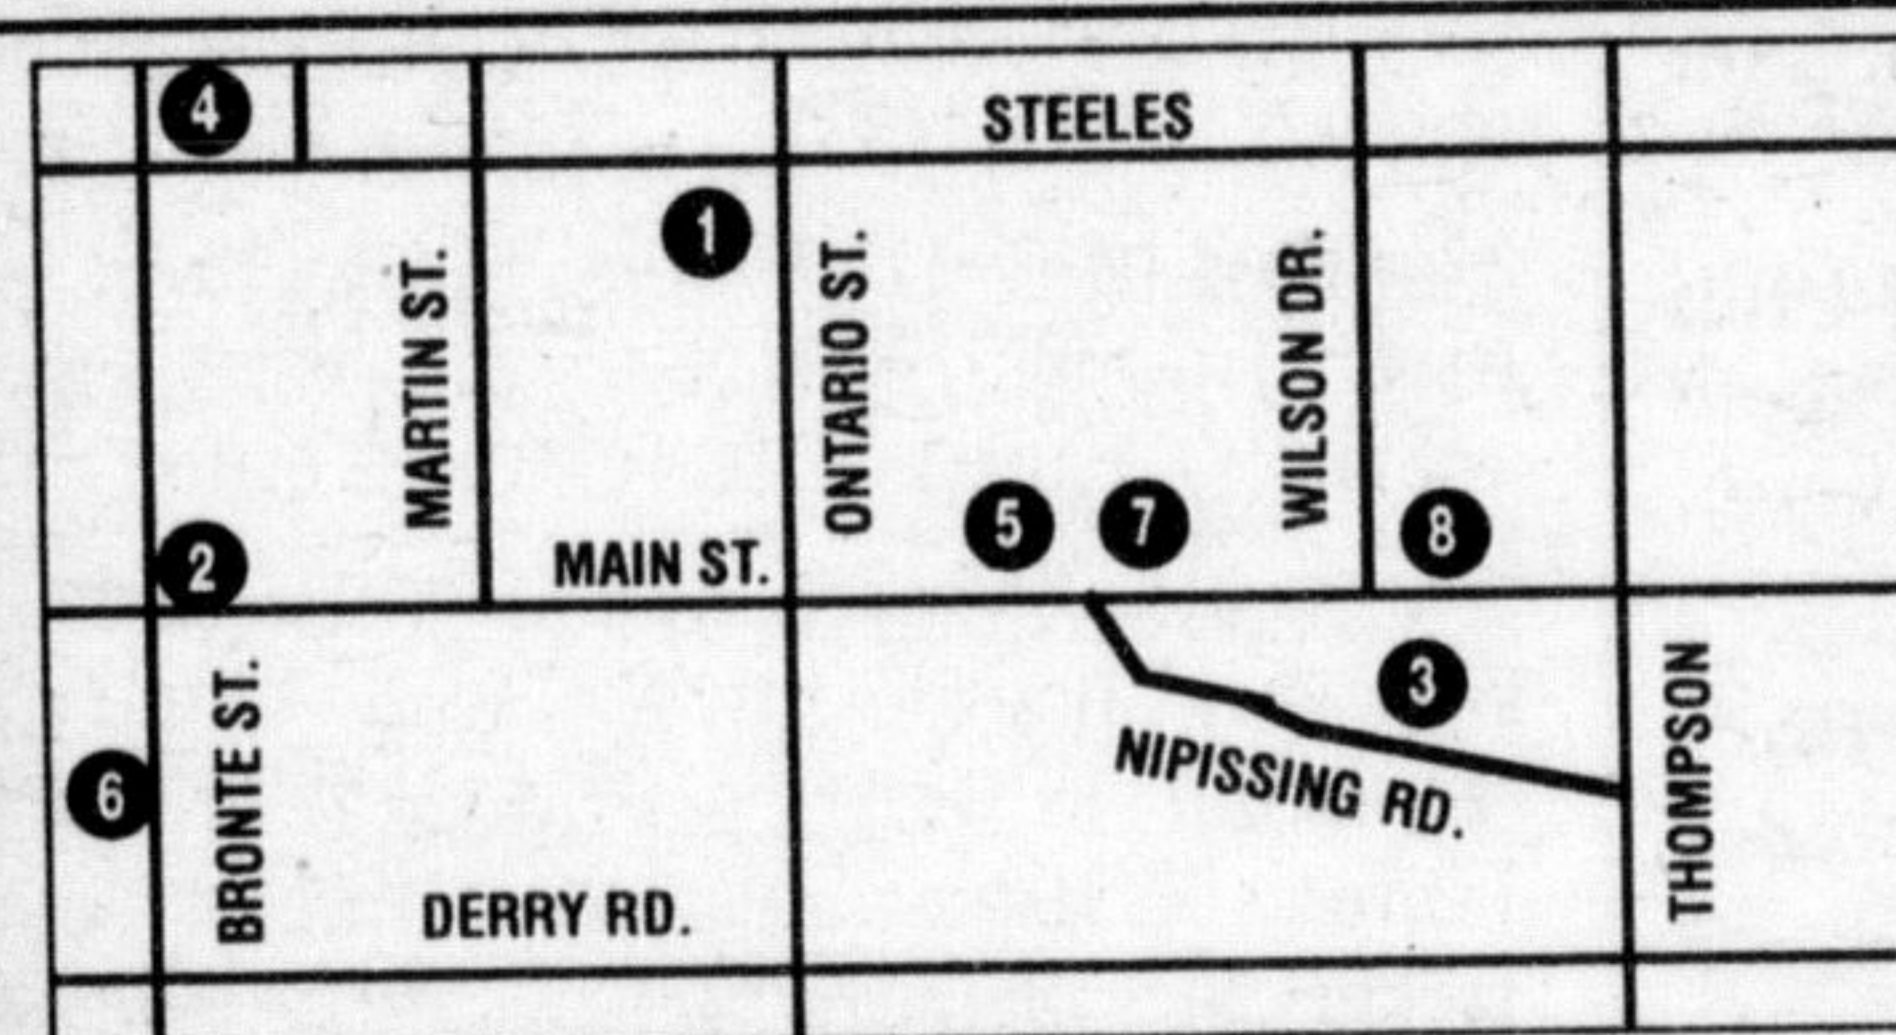 4
STEELES
1
MARTIN ST.
ONTARIO ST.
WILSON DR.
5
7
8
2
MAIN ST.
3
BRONTE ST.
6
NIPISSING RD.
THOMPSON
DERRY RD.